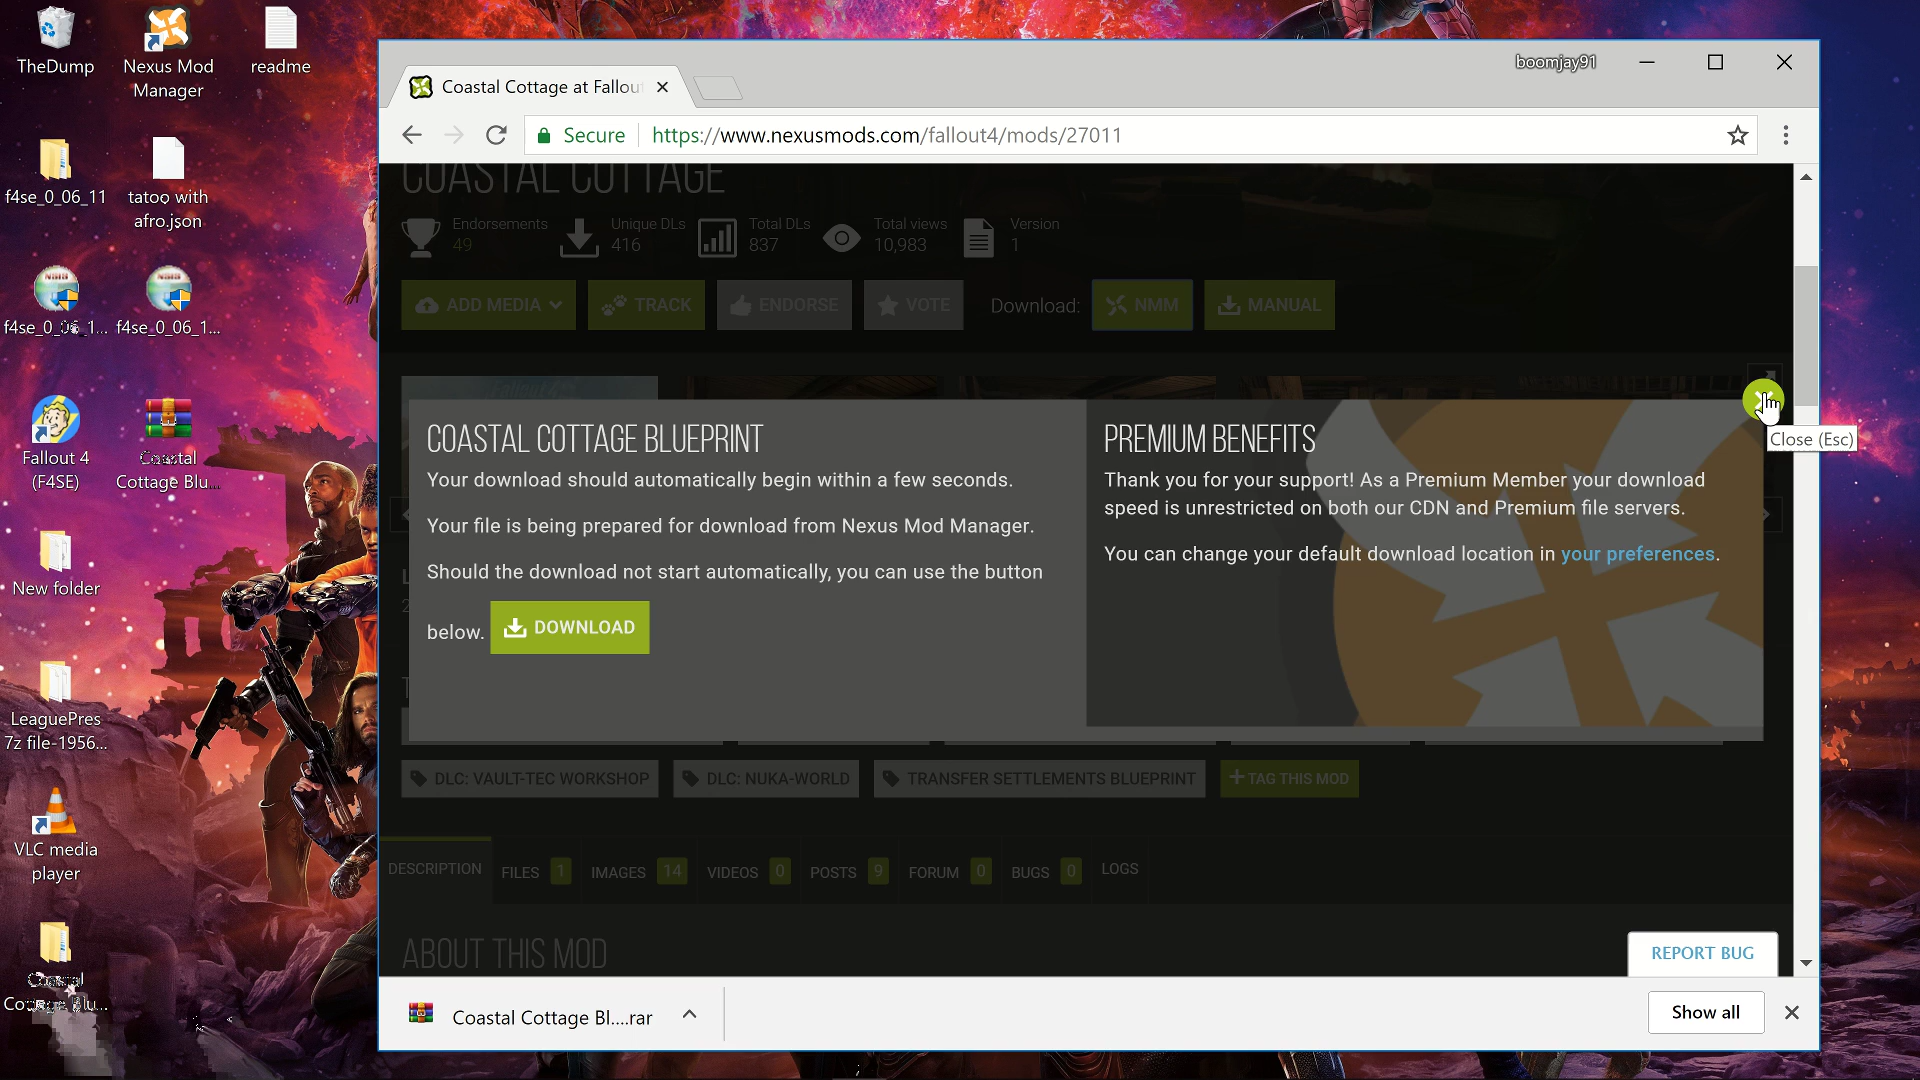 TheDump
Nexus Mod
Manager
readme
f4se_0_06_11
tatoo with
afro.json
f4se_0_06_1...
f4se_0_06_1...
Fallout 4
(F4SE)
Coastal
Cottage Blu...
New folder
LeaguePres
7z file-1956...
VLC media
player
Coastal
Cottage Blu...
boomjay91
Coastal Cottage at Fallou
Secure
https://www.nexusmods.com/fallout4/mods/27011
COASTAL COTTAGE
Endorsements
49
Unique DLs
416
Total DLs
837
Total views
10,983
Version
1
ADD MEDIA
TRACK
ENDORSE
VOTE
Download:
NMM
MANUAL
COASTAL COTTAGE BLUEPRINT
Your download should automatically begin within a few seconds.
Your file is being prepared for download from Nexus Mod Manager.
Should the download not start automatically, you can use the button
below.
DOWNLOAD
PREMIUM BENEFITS
Thank you for your support! As a Premium Member your download
speed is unrestricted on both our CDN and Premium file servers.
You can change your default download location in your preferences.
Close (Esc)
DLC: VAULT-TEC WORKSHOP
DLC: NUKA-WORLD
TRANSFER SETTLEMENTS BLUEPRINT
+ TAG THIS MOD
DESCRIPTION
FILES 1
IMAGES 14
VIDEOS 0
POSTS 9
FORUM 0
BUGS 0
LOGS
ABOUT THIS MOD
REPORT BUG
Coastal Cottage Bl....rar
Show all